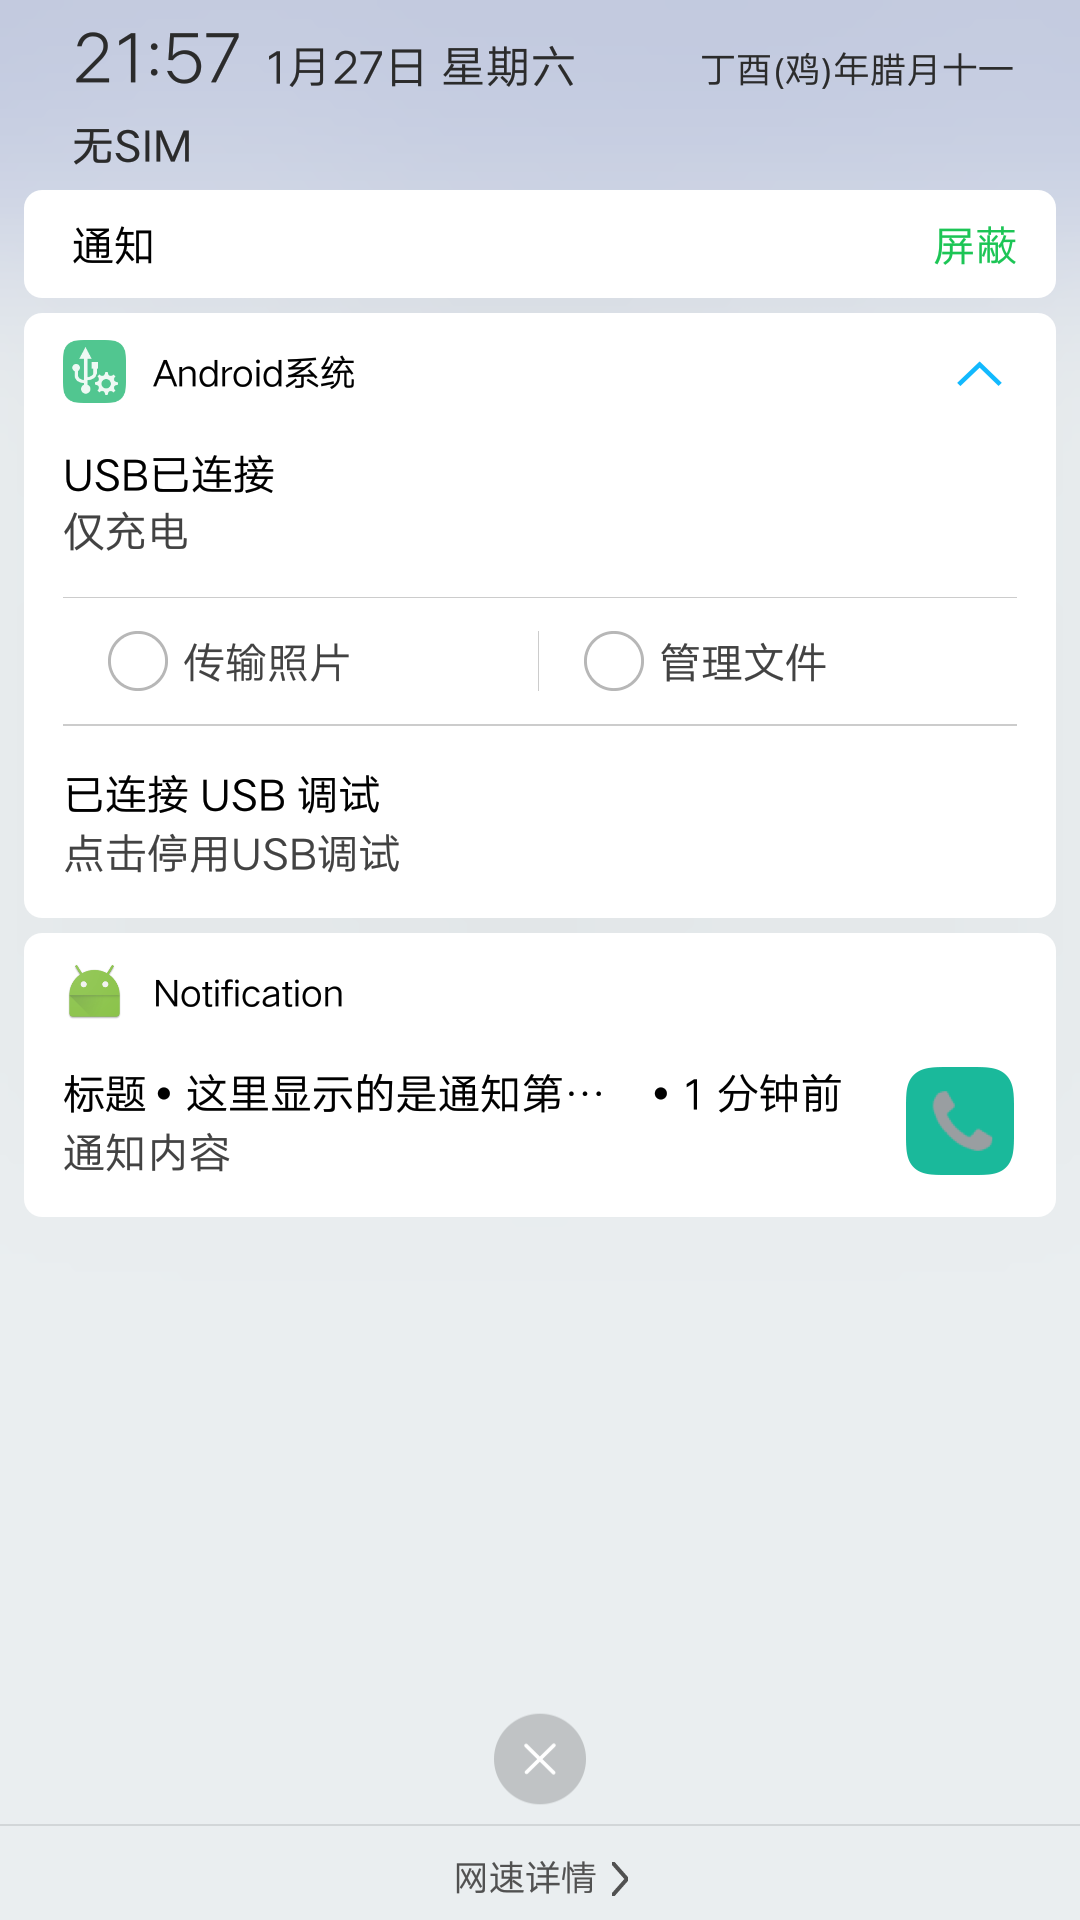 21:57 1月27日 星期六 丁酉(鸡)年腊月十一
无SIM
通知 屏蔽
Android系统
USB已连接
仅充电
传输照片 管理文件
已连接 USB 调试
点击停用USB调试
Notification
标题 • 这里显示的是通知第… • 1 分钟前
通知内容
网速详情